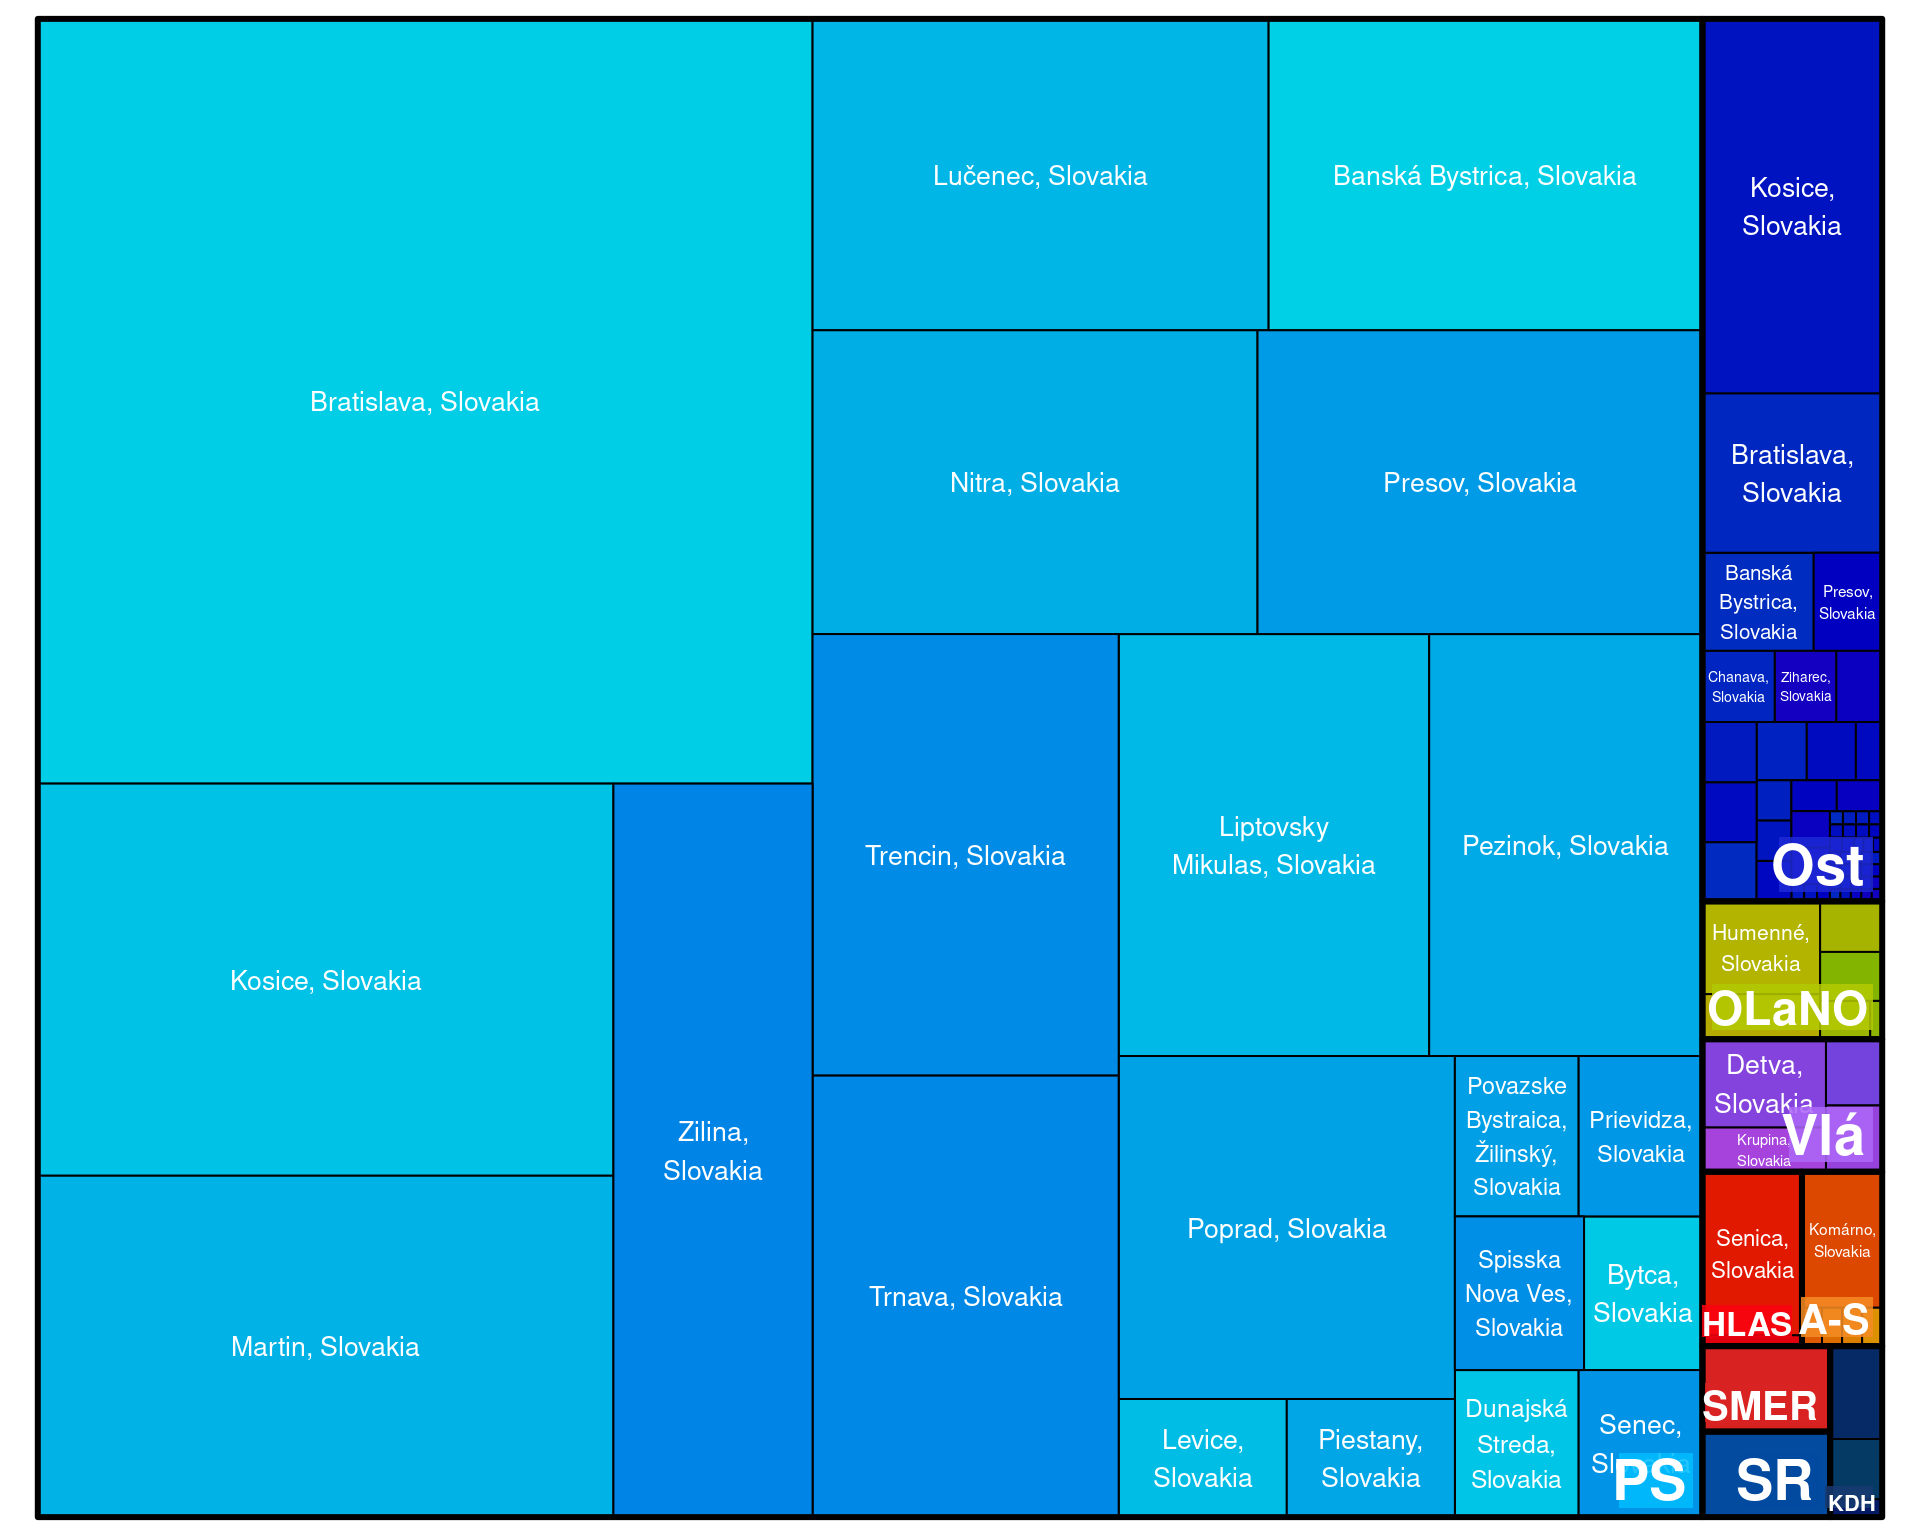 Bratislava, Slovakia
Lučenec, Slovakia
Banská Bystrica, Slovakia
Nitra, Slovakia
Presov, Slovakia
Kosice, Slovakia
Martin, Slovakia
Zilina,
Slovakia
Trencin, Slovakia
Trnava, Slovakia
Liptovsky
Mikulas, Slovakia
Pezinok, Slovakia
Poprad, Slovakia
Levice,
Slovakia
Piestany,
Slovakia
Povazske
Bystraica,
Žilinský,
Slovakia
Prievidza,
Slovakia
Spisska
Nova Ves,
Slovakia
Bytca,
Slovakia
Dunajská
Streda,
Slovakia
Senec,
Slovakia
PS
Kosice,
Slovakia
Bratislava,
Slovakia
Banská
Bystrica,
Slovakia
Presov,
Slovakia
Chanava,
Slovakia
Ziharec,
Slovakia
Ost
Humenné,
Slovakia
OLaNO
Detva,
Slovakia
Krupina,
Slovakia
Vlá
Senica,
Slovakia
HLAS
Komárno,
Slovakia
A-S
SMER
SR
KDH